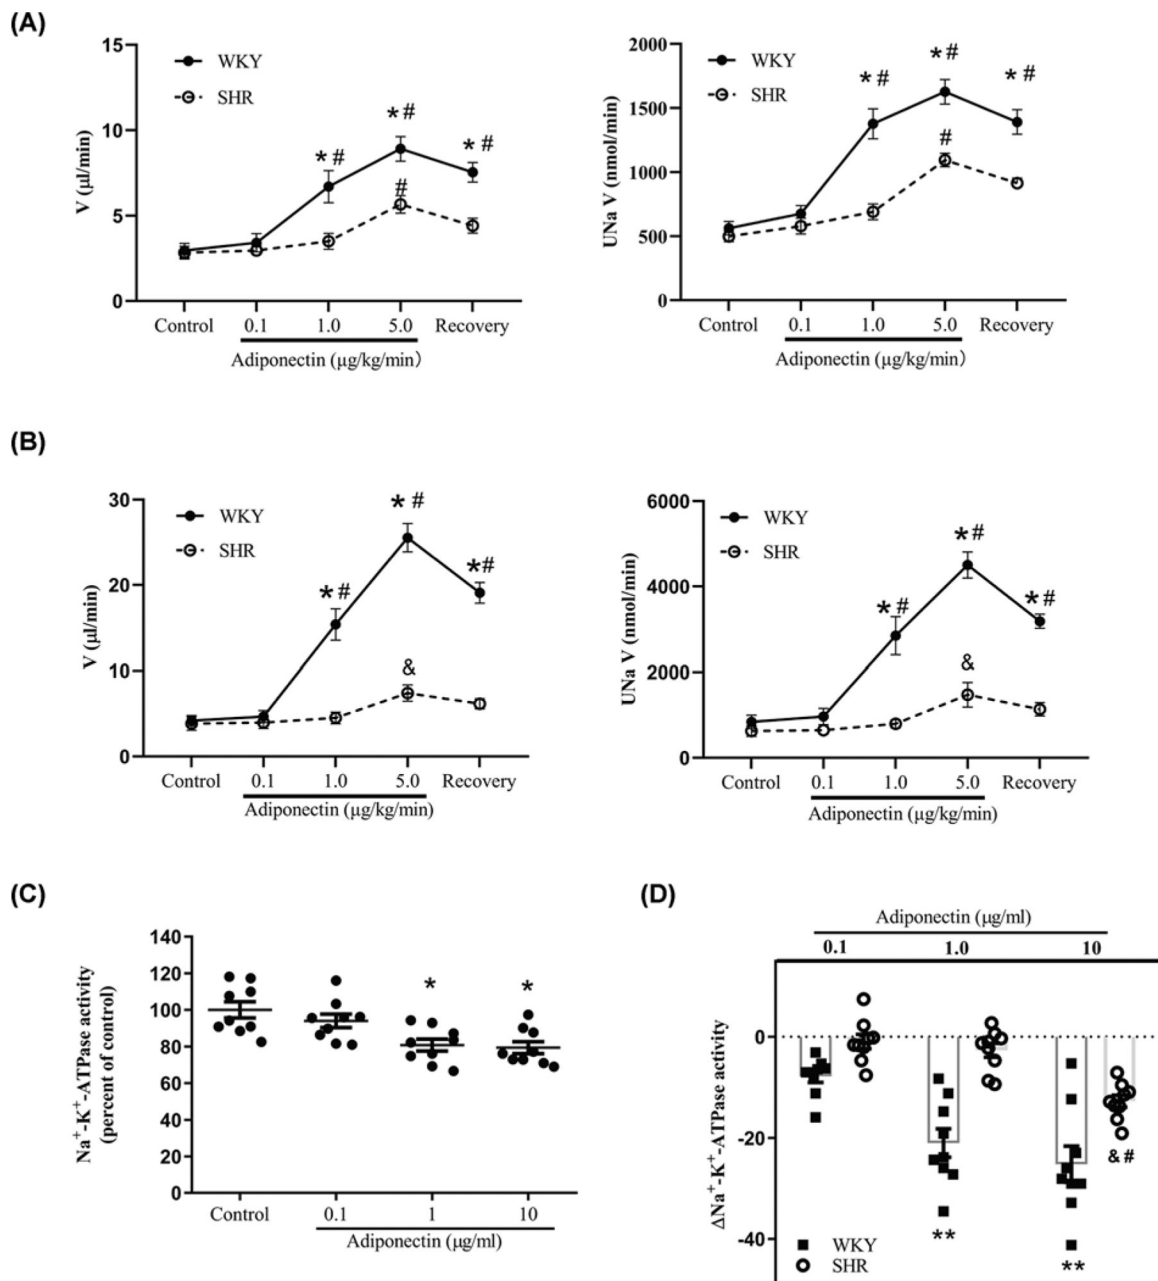 (A)
15
10
5
0
V (µl/min)
WKY
SHR
* #
* #
* #
#
Control
0.1
1.0
5.0
Recovery
Adiponectin (µg/kg/min)
2000
1500
1000
500
0
UNa V (nmol/min)
WKY
SHR
* #
* #
* #
#
Control
0.1
1.0
5.0
Recovery
Adiponectin (µg/kg/min)
(B)
30
20
10
0
V (µl/min)
WKY
SHR
* #
* #
*#
&
Control
0.1
1.0
5.0
Recovery
Adiponectin (µg/kg/min)
6000
4000
2000
0
UNa V (nmol/min)
WKY
SHR
* #
*#
*#
&
Control
0.1
1.0
5.0
Recovery
Adiponectin (µg/kg/min)
(C)
140
120
100
80
60
40
20
0
Na⁺-K⁺-ATPase activity
(percent of control)
*
*
Control
0.1
1
10
Adiponectin (µg/ml)
(D)
Adiponectin (µg/ml)
0.1
1.0
10
0
-20
-40
ΔNa⁺-K⁺-ATPase activity
& #
**
**
WKY
SHR